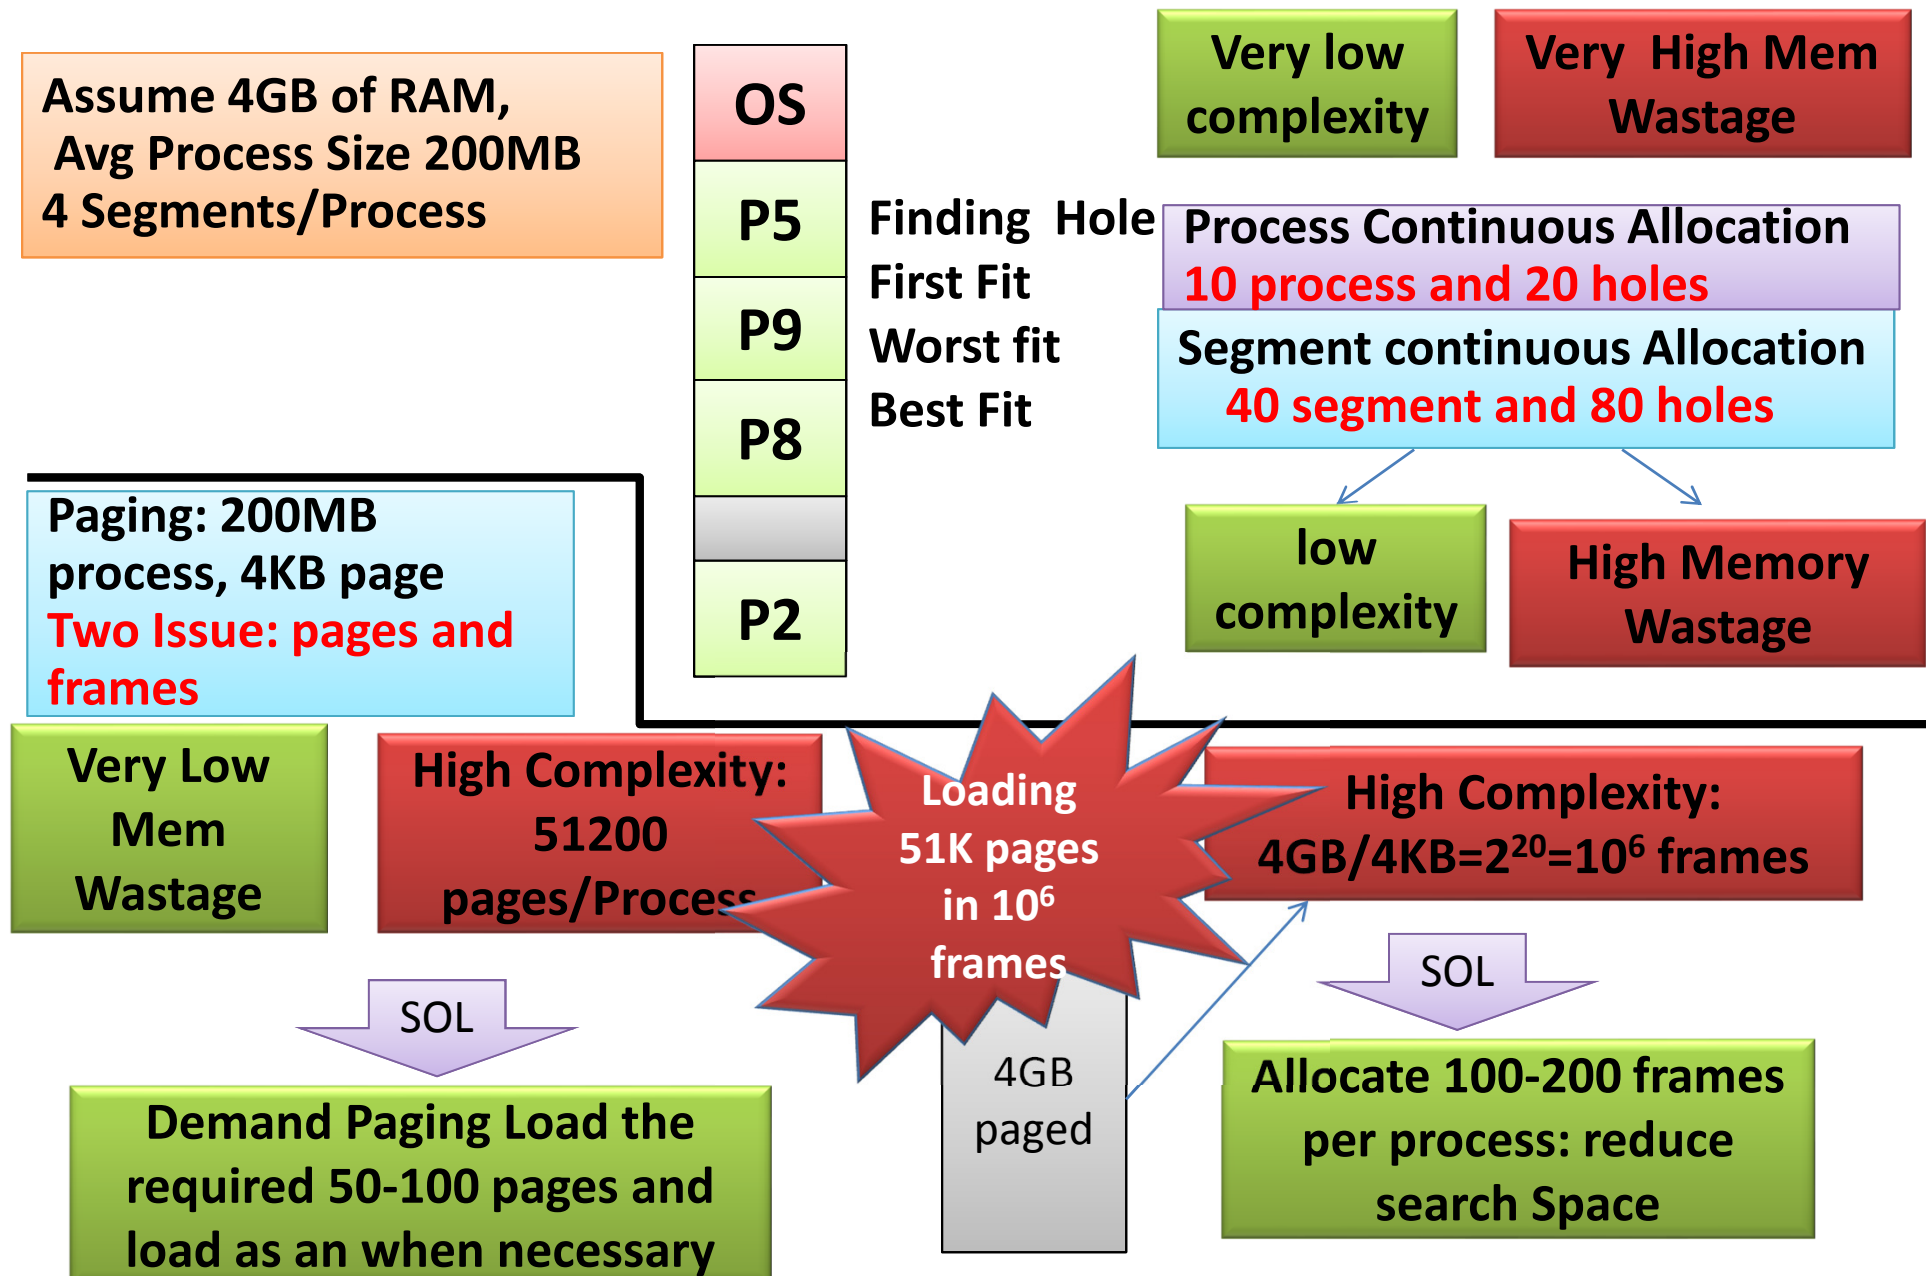 Assume 4GB of RAM,
Avg Process Size 200MB
4 Segments/Process
OS
P5
P9
P8
P2
Finding Hole
First Fit
Worst fit
Best Fit
Very low
complexity
Very High Mem
Wastage
Process Continuous Allocation
10 process and 20 holes
Segment continuous Allocation
40 segment and 80 holes
low
complexity
High Memory
Wastage
Paging: 200MB
process, 4KB page
Two Issue: pages and
frames
Very Low
Mem
Wastage
High Complexity:
51200
pages/Process
Loading
51K pages
in 10⁶
frames
High Complexity:
4GB/4KB=2²⁰=10⁶ frames
SOL
SOL
4GB
paged
Demand Paging Load the
required 50-100 pages and
load as an when necessary
Allocate 100-200 frames
per process: reduce
search Space